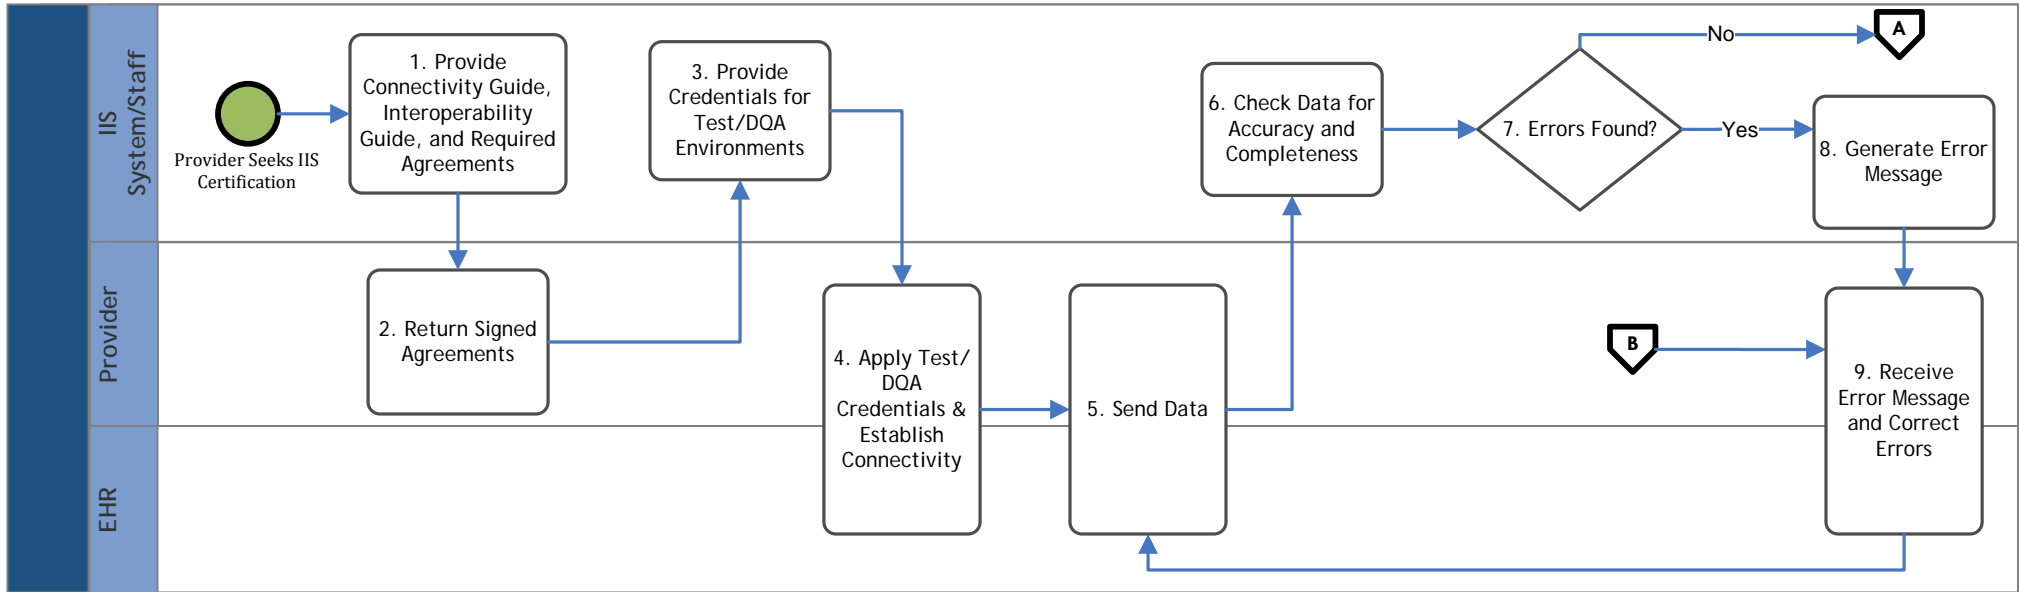 IIS
System/Staff
Provider Seeks IIS
Certification
1. Provide
Connectivity Guide,
Interoperability
Guide, and Required
Agreements
3. Provide
Credentials for
Test/DQA
Environments
6. Check Data for
Accuracy and
Completeness
7. Errors Found?
No
A
Yes
8. Generate Error
Message
Provider
2. Return Signed
Agreements
4. Apply Test/
DQA
Credentials &
Establish
Connectivity
5. Send Data
B
9. Receive
Error Message
and Correct
Errors
EHR